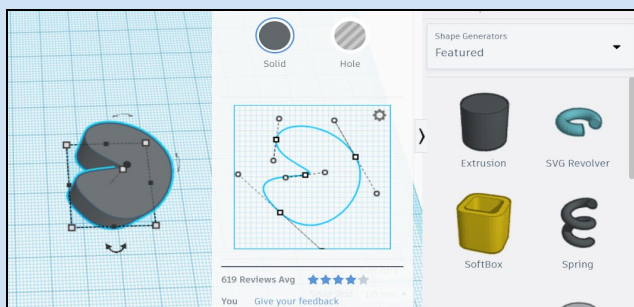 Solid
Hole
619 Reviews Avg
You Give your feedback
Shape Generators
Featured
Extrusion
SVG Revolver
SoftBox
Spring